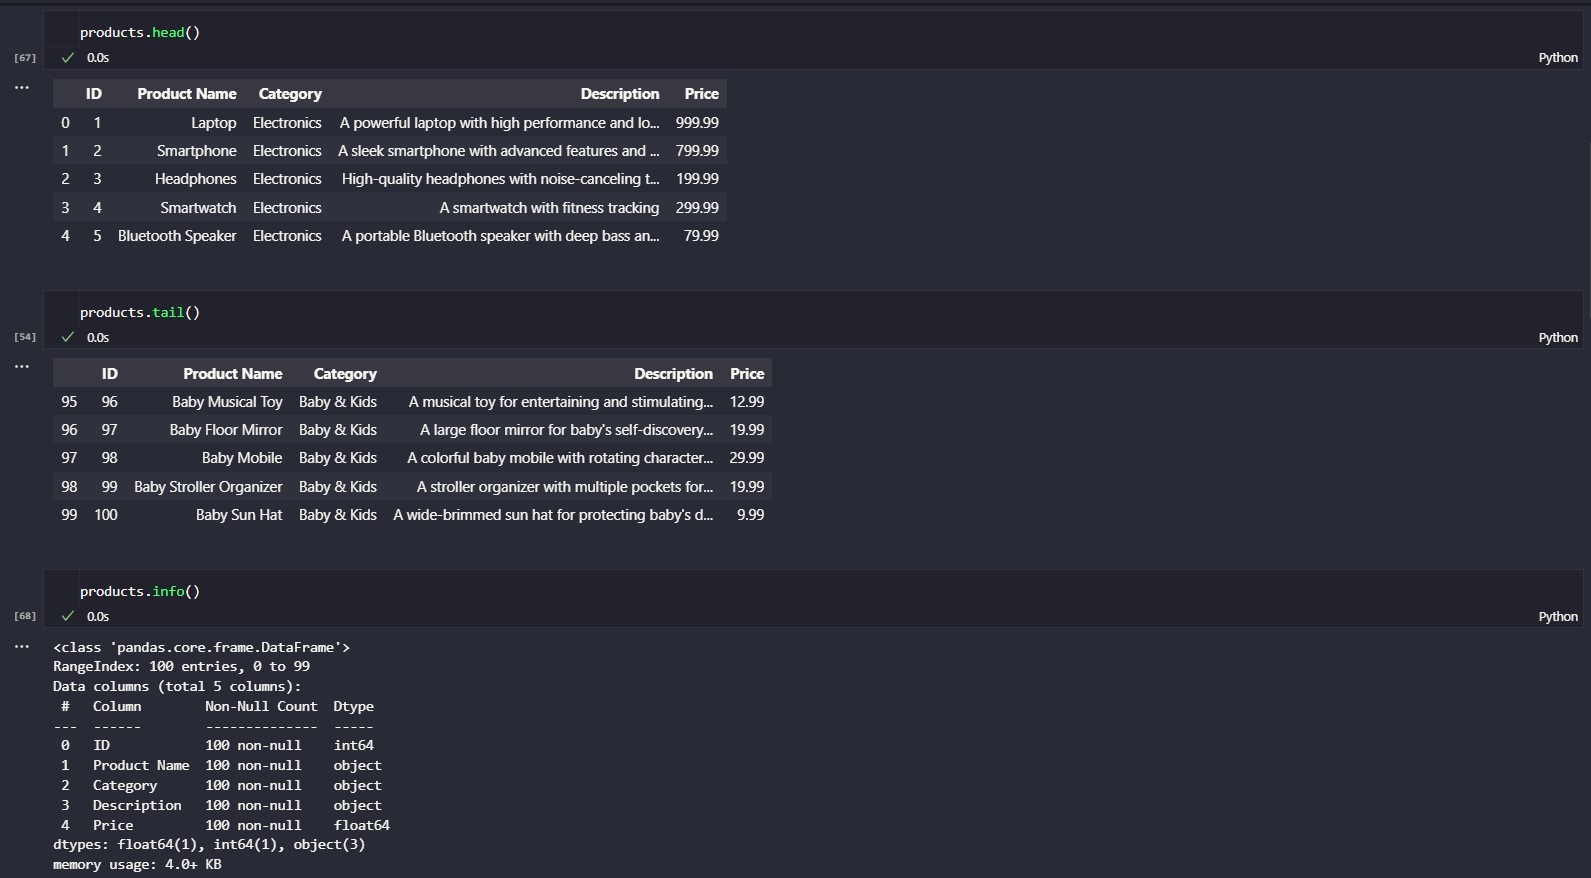 products.head()
[67] ✓ 0.0s Python
...
ID Product Name Category Description Price
0 1 Laptop Electronics A powerful laptop with high performance and lo... 999.99
1 2 Smartphone Electronics A sleek smartphone with advanced features and ... 799.99
2 3 Headphones Electronics High-quality headphones with noise-canceling t... 199.99
3 4 Smartwatch Electronics A smartwatch with fitness tracking 299.99
4 5 Bluetooth Speaker Electronics A portable Bluetooth speaker with deep bass an... 79.99
products.tail()
[54] ✓ 0.0s Python
...
ID Product Name Category Description Price
95 96 Baby Musical Toy Baby & Kids A musical toy for entertaining and stimulating... 12.99
96 97 Baby Floor Mirror Baby & Kids A large floor mirror for baby's self-discovery... 19.99
97 98 Baby Mobile Baby & Kids A colorful baby mobile with rotating character... 29.99
98 99 Baby Stroller Organizer Baby & Kids A stroller organizer with multiple pockets for... 19.99
99 100 Baby Sun Hat Baby & Kids A wide-brimmed sun hat for protecting baby's d... 9.99
products.info()
[68] ✓ 0.0s Python
...
<class 'pandas.core.frame.DataFrame'>
RangeIndex: 100 entries, 0 to 99
Data columns (total 5 columns):
# Column Non-Null Count Dtype
--- ------ -------------- -----
0 ID 100 non-null int64
1 Product Name 100 non-null object
2 Category 100 non-null object
3 Description 100 non-null object
4 Price 100 non-null float64
dtypes: float64(1), int64(1), object(3)
memory usage: 4.0+ KB